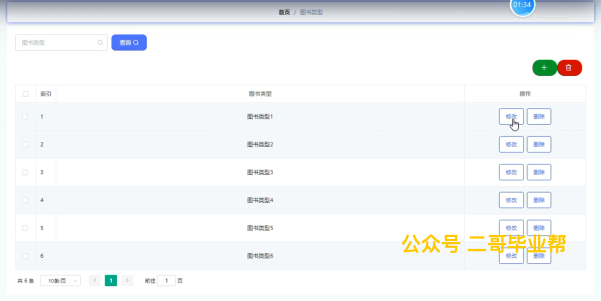 01:34
首页 / 图书类型
图书类型
查询
索引 图书类型 操作
1 图书类型1 修改 删除
2 图书类型2 修改 删除
3 图书类型3 修改 删除
4 图书类型4 修改 删除
5 图书类型5 修改 删除
公众号 二哥毕业帮
6 图书类型6 修改 删除
共 6 条 10条/页 1 前往 1 页